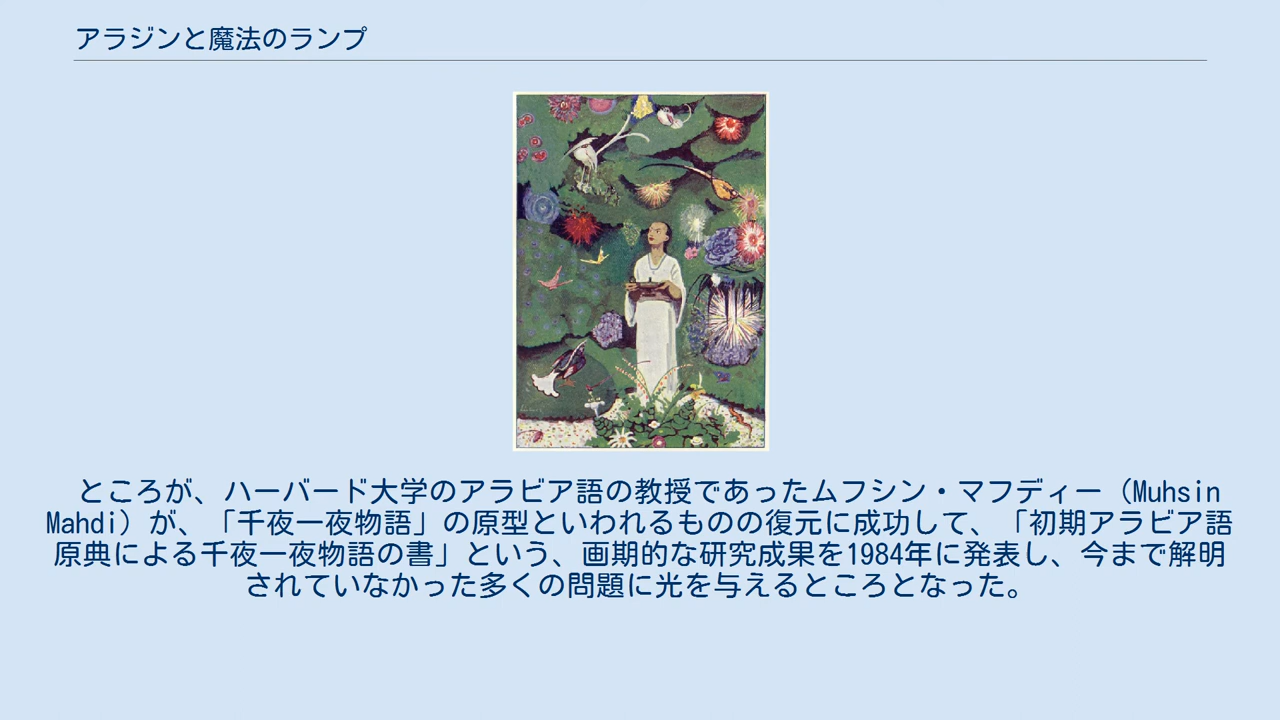 アラジンと魔法のランプ
ところが、ハーバード大学のアラビア語の教授であったムフシン・マフディー（Muhsin
Mahdi）が、「千夜一夜物語」の原型といわれるものの復元に成功して、「初期アラビア語
原典による千夜一夜物語の書」という、画期的な研究成果を1984年に発表し、今まで解明
されていなかった多くの問題に光を与えるところとなった。